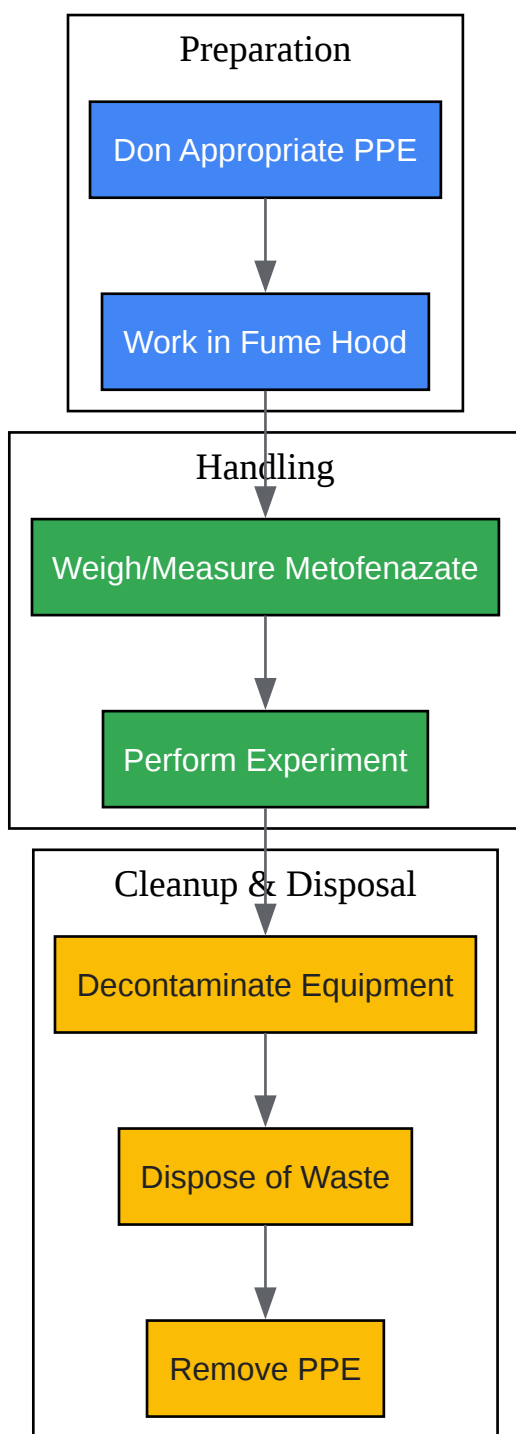 Preparation
Don Appropriate PPE
Work in Fume Hood
Handling
Weigh/Measure Metofenazate
Perform Experiment
Cleanup & Disposal
Decontaminate Equipment
Dispose of Waste
Remove PPE